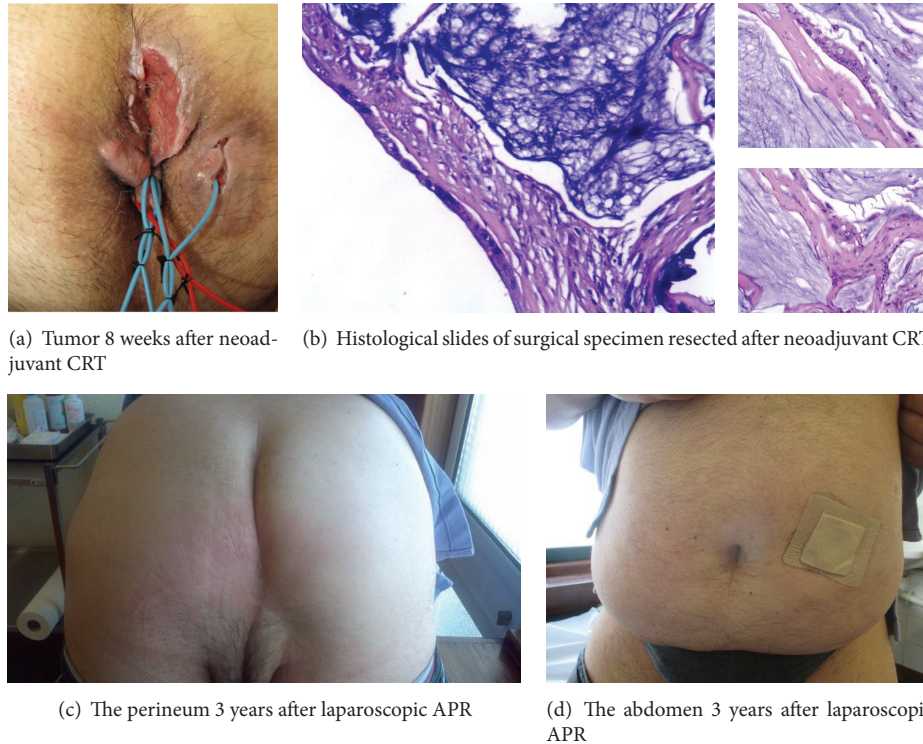 (a) Tumor 8 weeks after neoad-
juvant CRT
(b) Histological slides of surgical specimen resected after neoadjuvant CRT
(c) The perineum 3 years after laparoscopic APR
(d) The abdomen 3 years after laparoscopic
APR